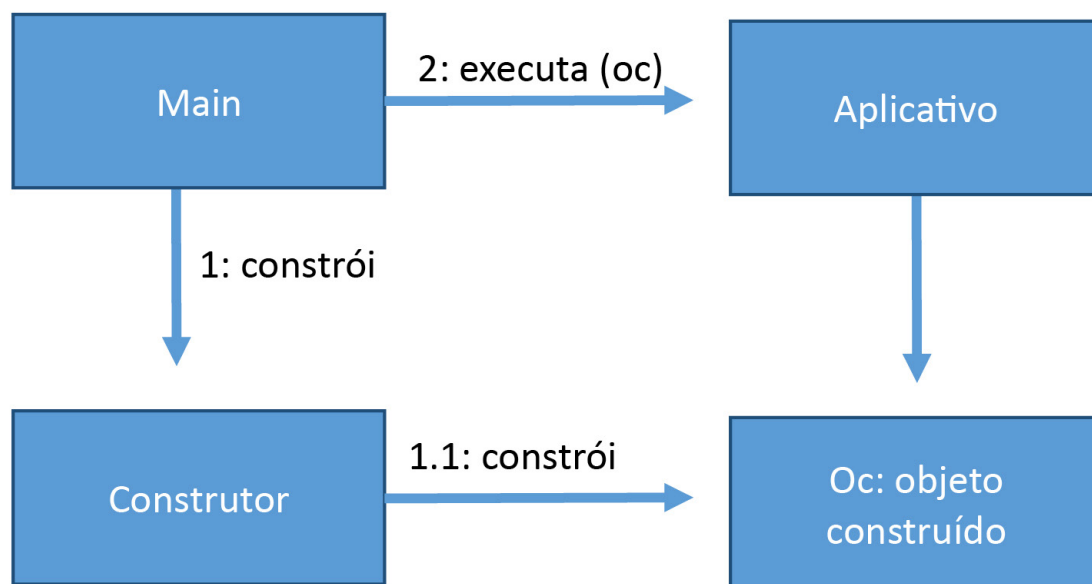 Main
2: executa (oc)
Aplicativo
1: constrói
Construtor
1.1: constrói
Oc: objeto
construído